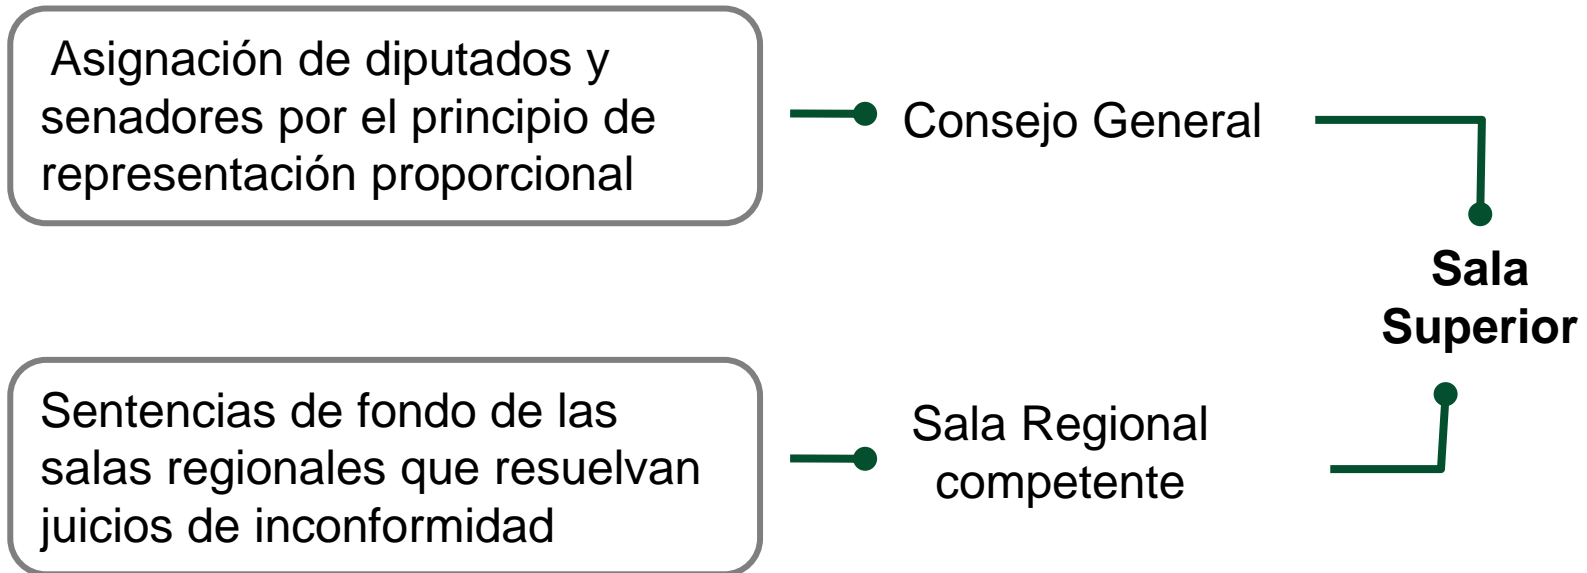 Asignación de diputados y
senadores por el principio de
representación proporcional
Consejo General
Sala
Superior
Sentencias de fondo de las
salas regionales que resuelvan
juicios de inconformidad
Sala Regional
competente